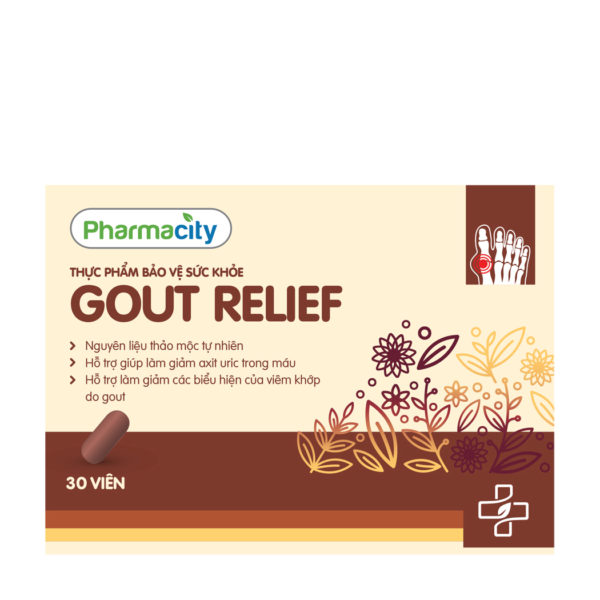 Pharmacity
THỰC PHẨM BẢO VỆ SỨC KHỎE
GOUT RELIEF
Nguyên liệu thảo mộc tự nhiên
Hỗ trợ giúp làm giảm axit uric trong máu
Hỗ trợ làm giảm các biểu hiện của viêm khớp
do gout
30 VIÊN